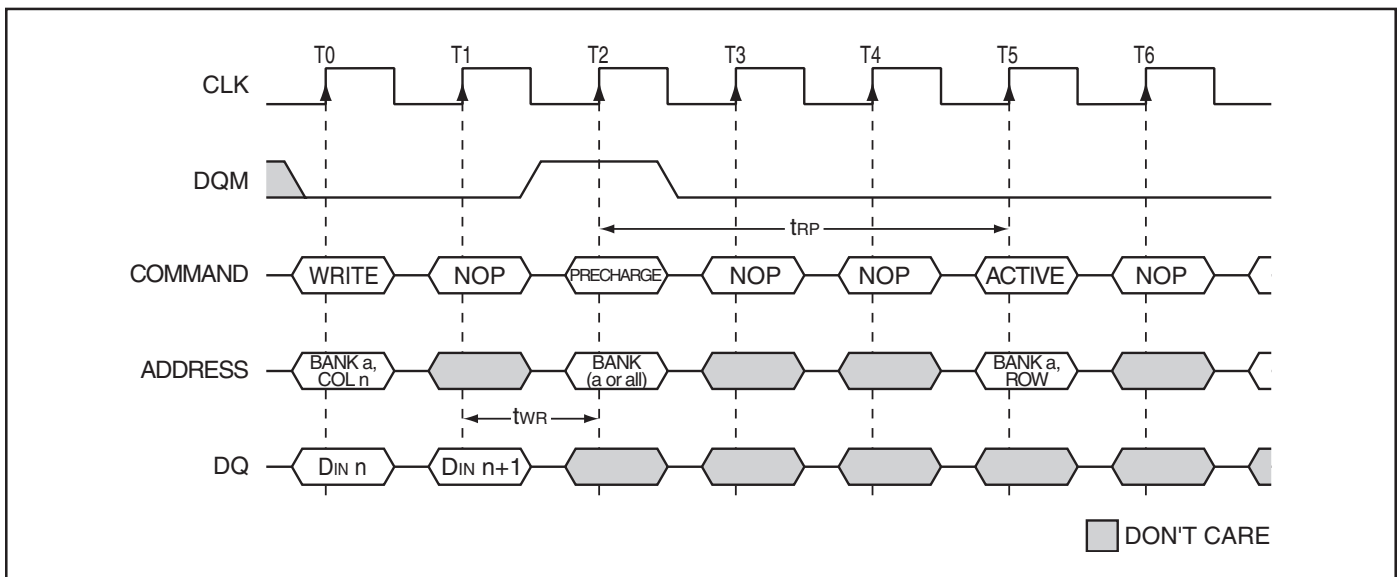 T0 T1 T2 T3 T4 T5 T6
CLK
DQM
tRP
COMMAND WRITE NOP PRECHARGE NOP NOP ACTIVE NOP
ADDRESS BANK a, COL n BANK (a or all) BANK a, ROW
tWR
DQ DIN n DIN n+1
DON'T CARE